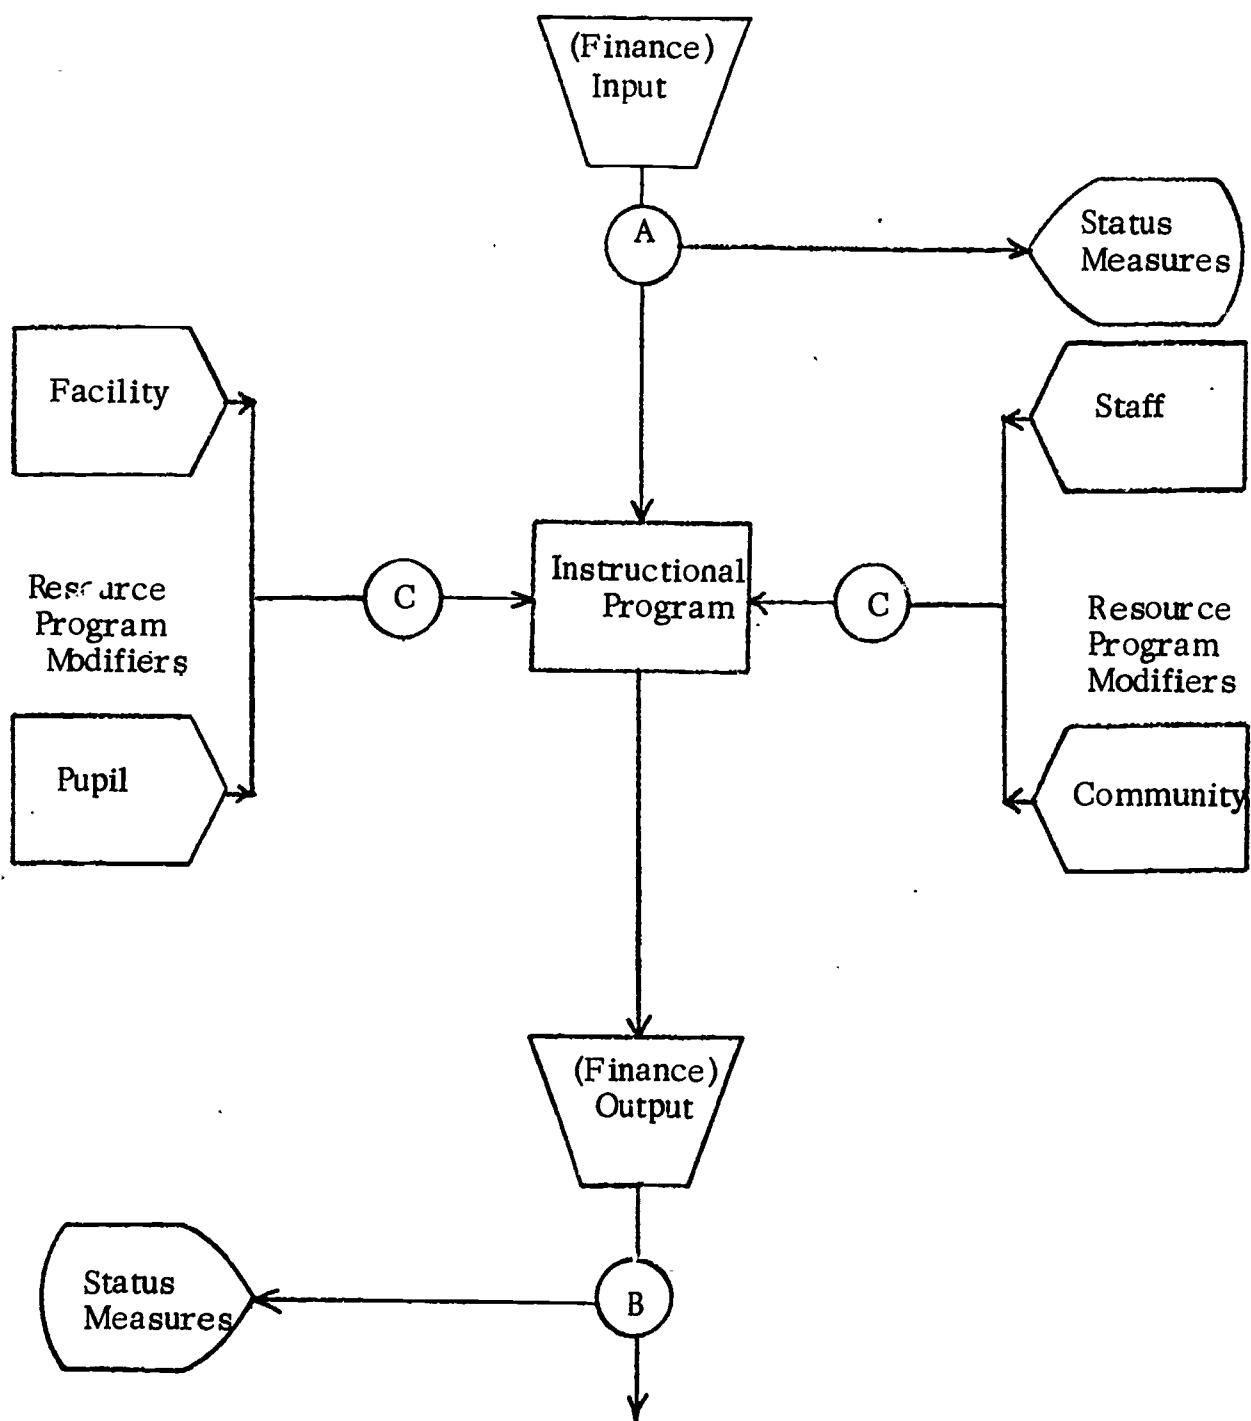 (Finance)
Input
A
Status
Measures
Facility
Staff
Instructional
Program
C
C
Program
Modifiers
Resource
Program
Modifiers
Pupil
Community
(Finance)
Output
Status
Measures
B